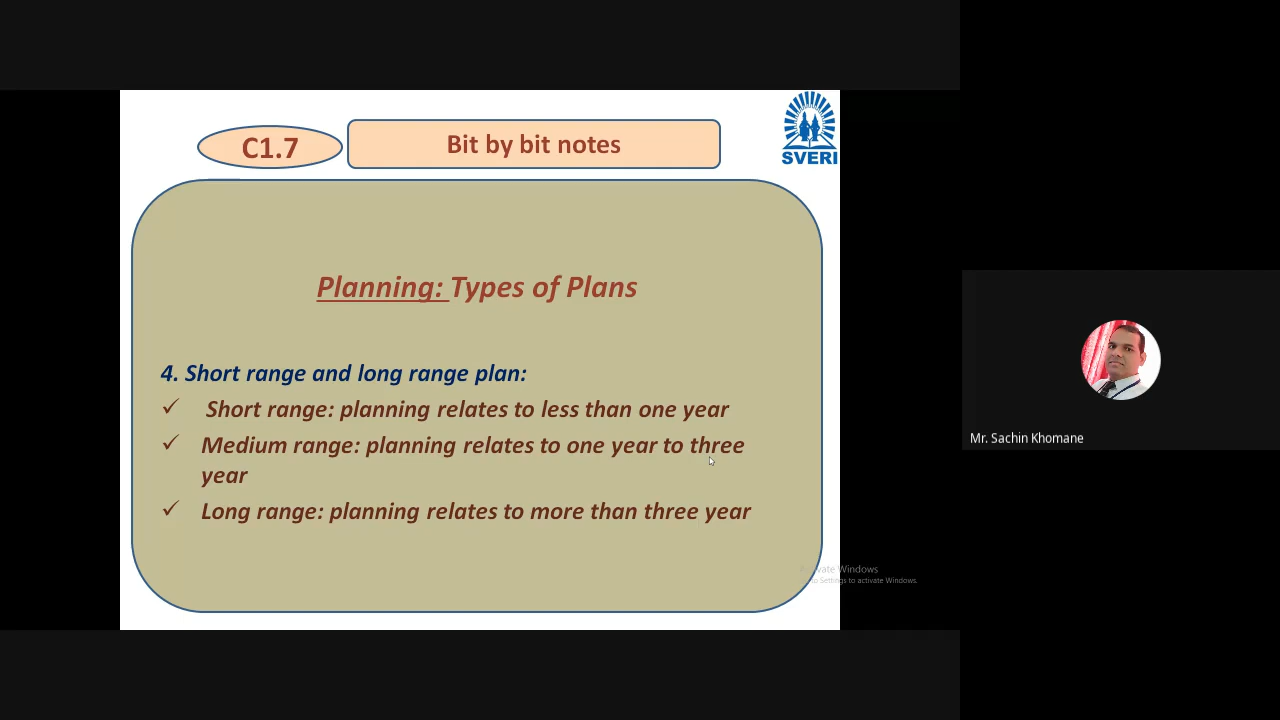 C1.7
Bit by bit notes
SVERI
Planning: Types of Plans
4. Short range and long range plan:
✓ Short range: planning relates to less than one year
✓ Medium range: planning relates to one year to three
year
✓ Long range: planning relates to more than three year
Mr. Sachin Khomane
Activate Windows
to Settings to activate Windows.